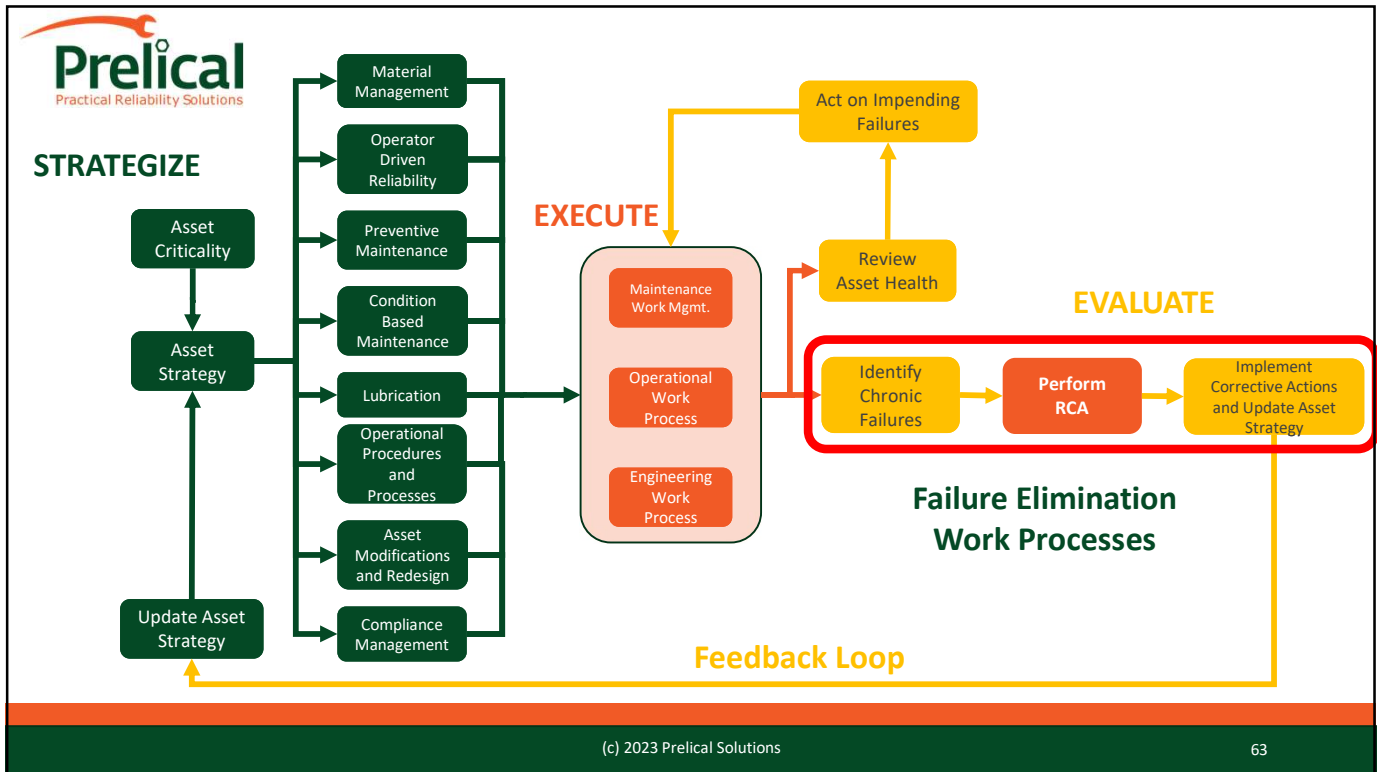 Prelical
Practical Reliability Solutions
STRATEGIZE
Asset
Criticality
Asset
Strategy
Update Asset
Strategy
Material
Management
Operator
Driven
Reliability
Preventive
Maintenance
Condition
Based
Maintenance
Lubrication
Operational
Procedures
and
Processes
Asset
Modifications
and Redesign
Compliance
Management
EXECUTE
Maintenance
Work Mgmt.
Operational
Work
Process
Engineering
Work
Process
Act on Impending
Failures
Review
Asset Health
EVALUATE
Identify
Chronic
Failures
Perform
RCA
Implement
Corrective Actions
and Update Asset
Strategy
Failure Elimination
Work Processes
Feedback Loop
(c) 2023 Prelical Solutions
63